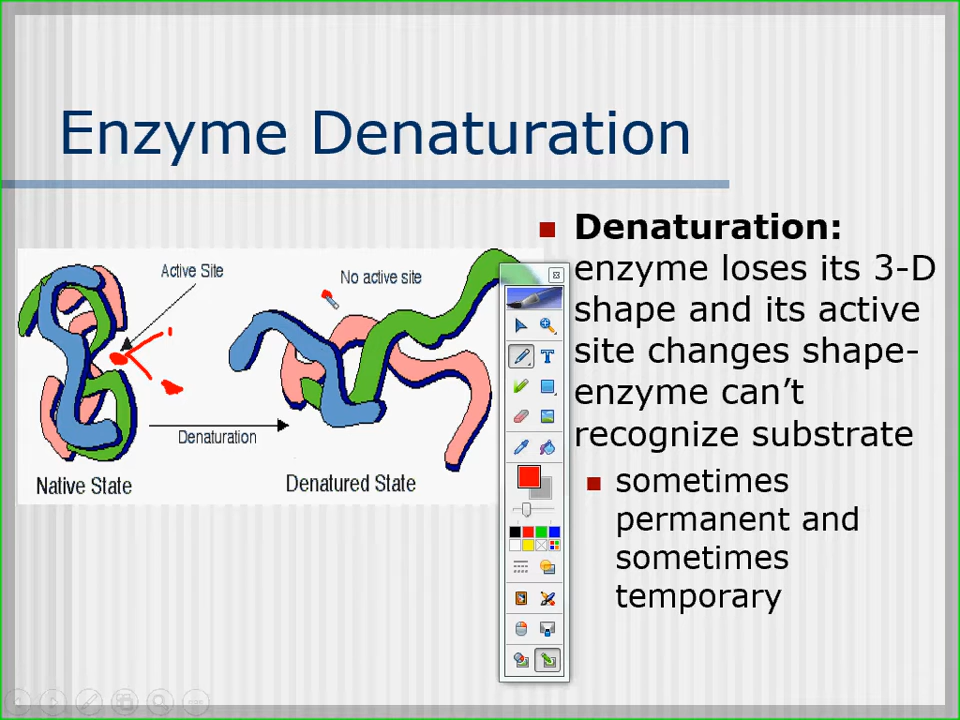 Enzyme Denaturation
Active Site
No active site
Denaturation
Native State
Denatured State
Denaturation:
enzyme loses its 3-D
shape and its active
site changes shape-
enzyme can't
recognize substrate
sometimes
permanent and
sometimes
temporary
T